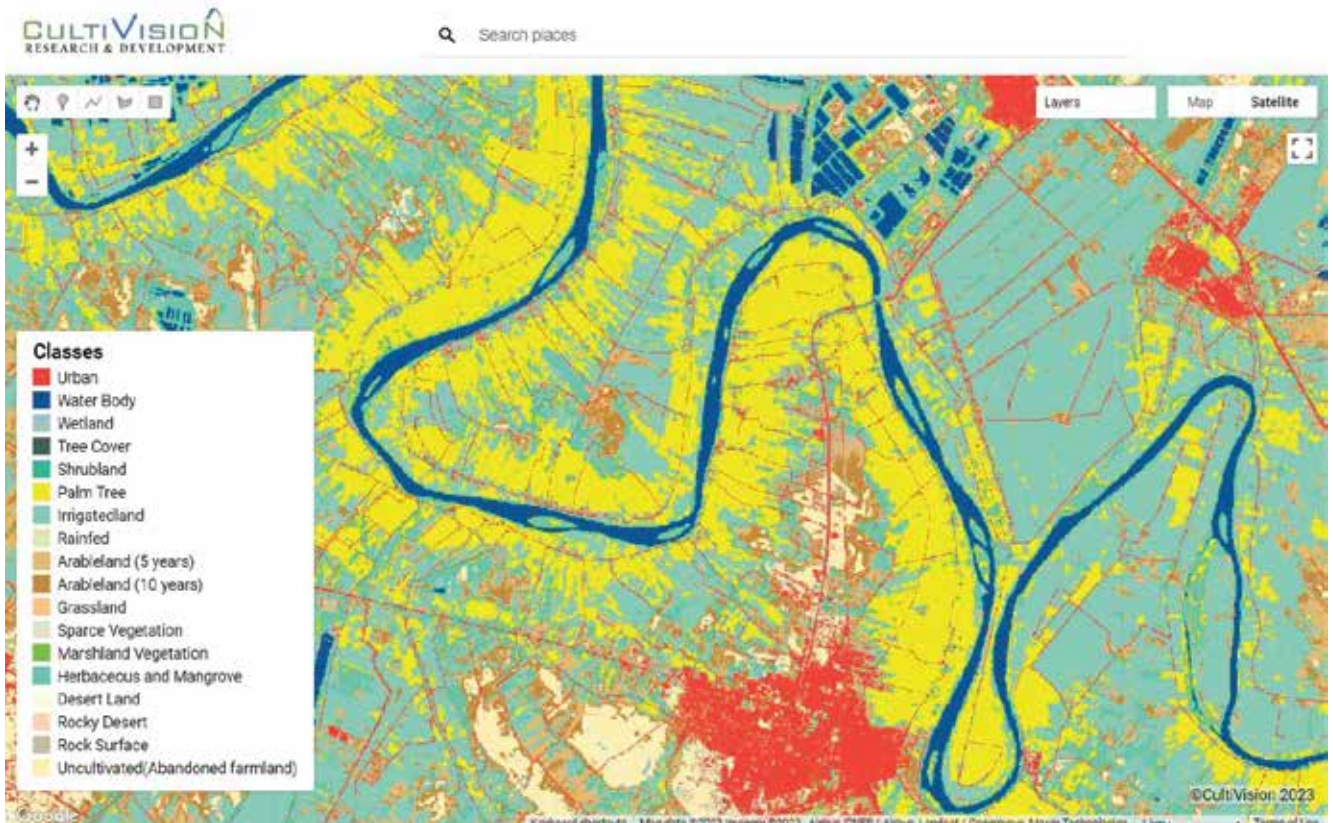 CULTIVISION
RESEARCH & DEVELOPMENT
Search places
Layers
Map
Satellite
+
−
Classes
Urban
Water Body
Wetland
Tree Cover
Shrubland
Palm Tree
Irrigatedland
Rainfed
Arableland (5 years)
Arableland (10 years)
Grassland
Sparce Vegetation
Marshland Vegetation
Herbaceous and Mangrove
Desert Land
Rocky Desert
Rock Surface
Uncultivated(Abandoned farmland)
©CultiVision 2023
Google